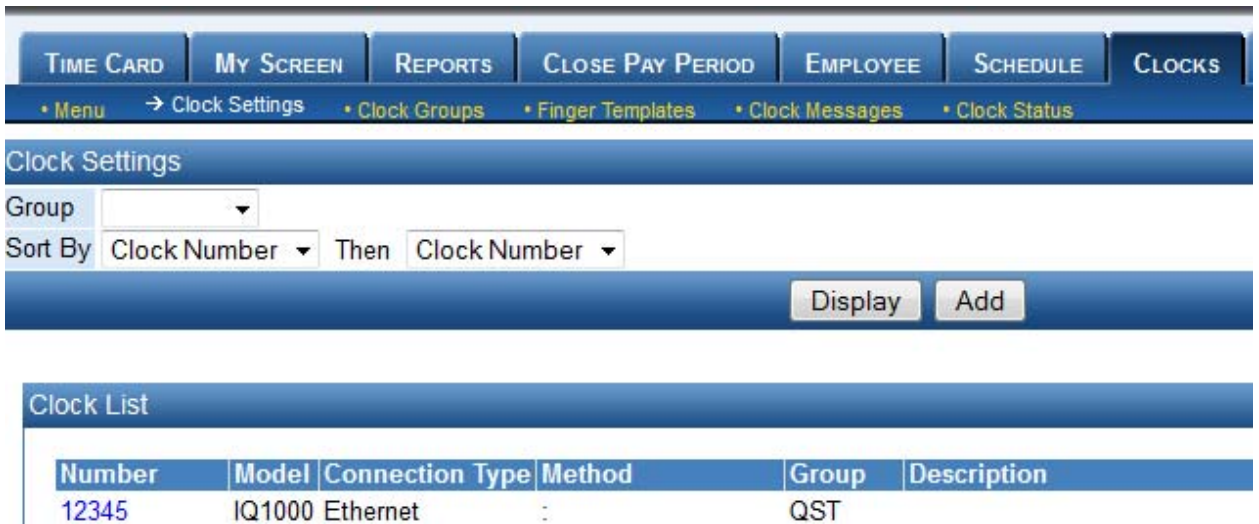 TIME CARD MY SCREEN REPORTS CLOSE PAY PERIOD EMPLOYEE SCHEDULE CLOCKS
• Menu → Clock Settings • Clock Groups • Finger Templates • Clock Messages • Clock Status
Clock Settings
Group
Sort By Clock Number Then Clock Number
Display Add
Clock List
Number Model Connection Type Method Group Description
12345 IQ1000 Ethernet : QST